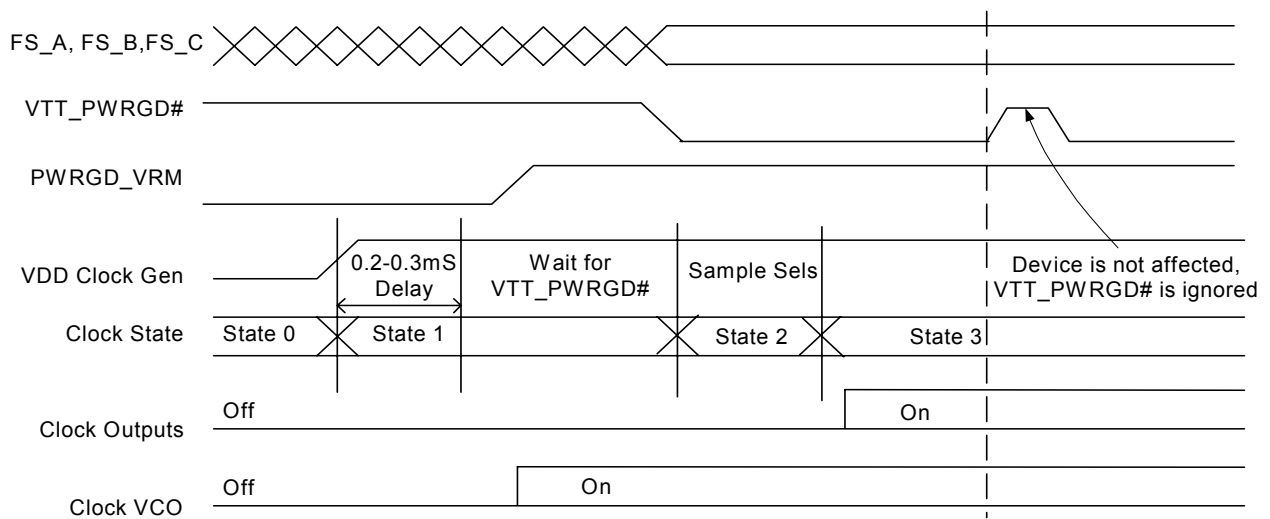 FS_A, FS_B,FS_C
VTT_PWRGD#
PWRGD_VRM
VDD Clock Gen
0.2-0.3mS
Delay
Wait for
VTT_PWRGD#
Sample Sels
Device is not affected,
VTT_PWRGD# is ignored
Clock State
State 0
State 1
State 2
State 3
Clock Outputs
Off
On
Clock VCO
Off
On